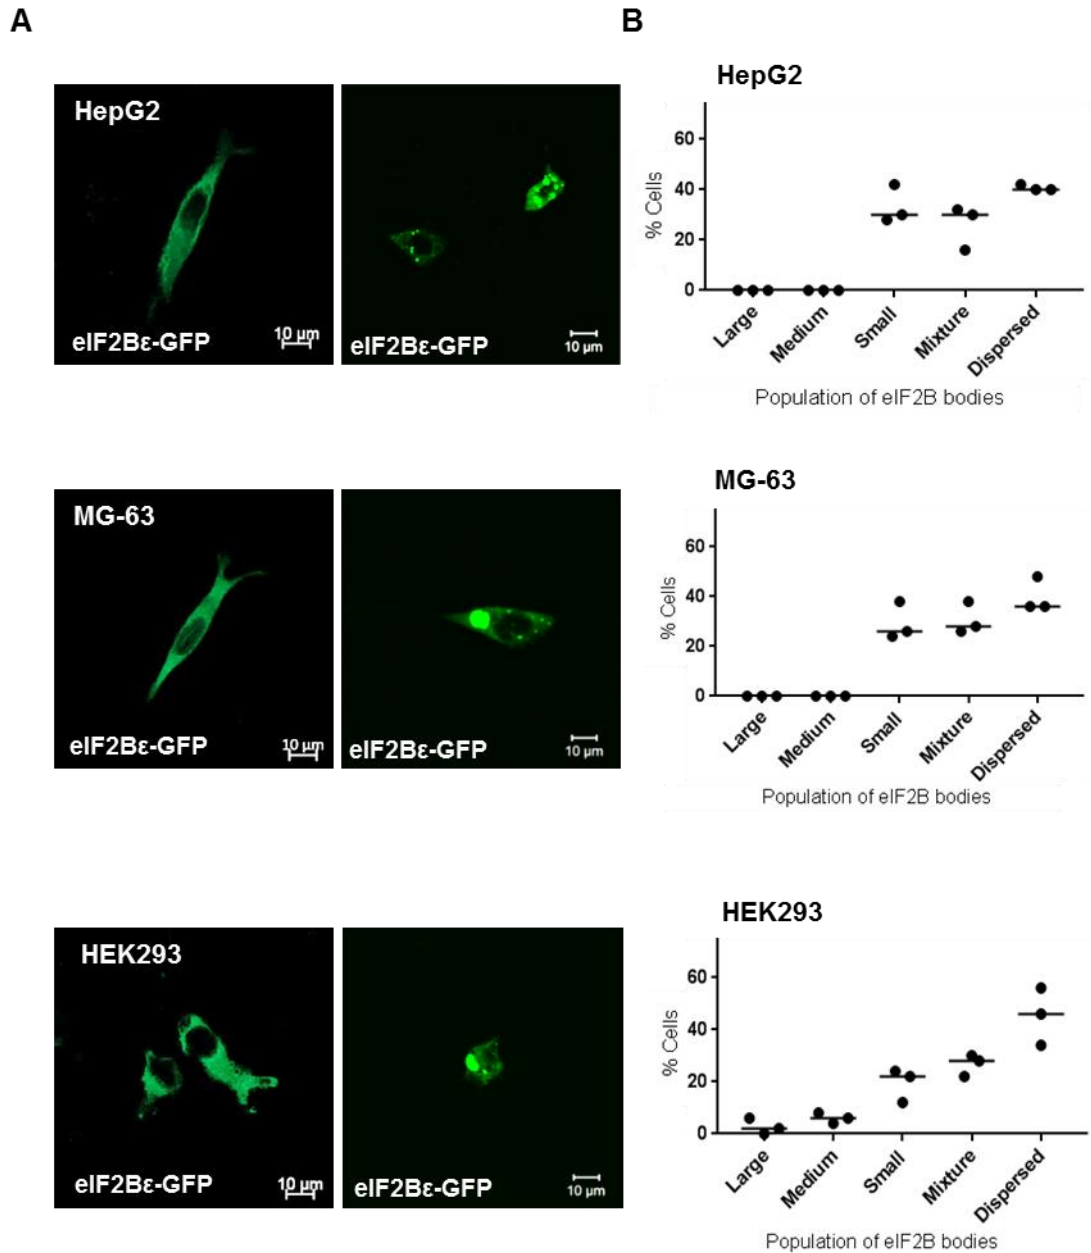 A
B
HepG2
eIF2Bε-GFP
10 µm
eIF2Bε-GFP
10 µm
HepG2
% Cells
60
40
20
0
Large
Medium
Small
Mixture
Dispersed
Population of eIF2B bodies
MG-63
eIF2Bε-GFP
10 µm
eIF2Bε-GFP
10 µm
MG-63
% Cells
60
40
20
0
Large
Medium
Small
Mixture
Dispersed
Population of eIF2B bodies
HEK293
eIF2Bε-GFP
10 µm
eIF2Bε-GFP
10 µm
HEK293
% Cells
60
40
20
0
Large
Medium
Small
Mixture
Dispersed
Population of eIF2B bodies